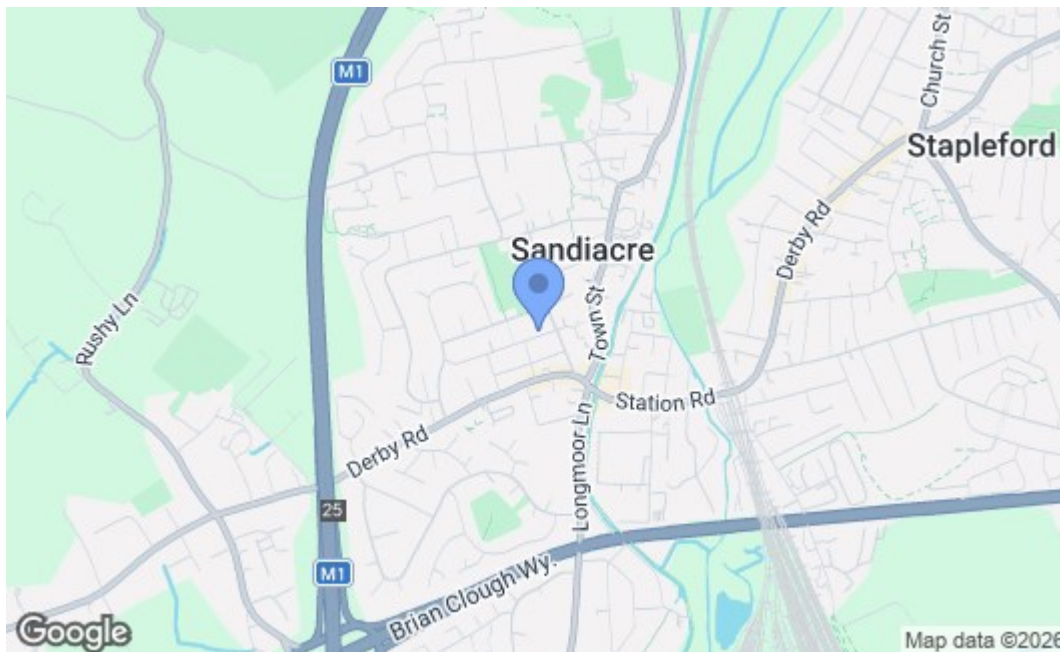 M1
Church St
Stapleford
Sandiacre
Derby Rd
Rushy Ln
Town St
Station Rd
Derby Rd
Longmoor Ln
25
M1
Brian Clough Wy.
Google
Map data ©2026